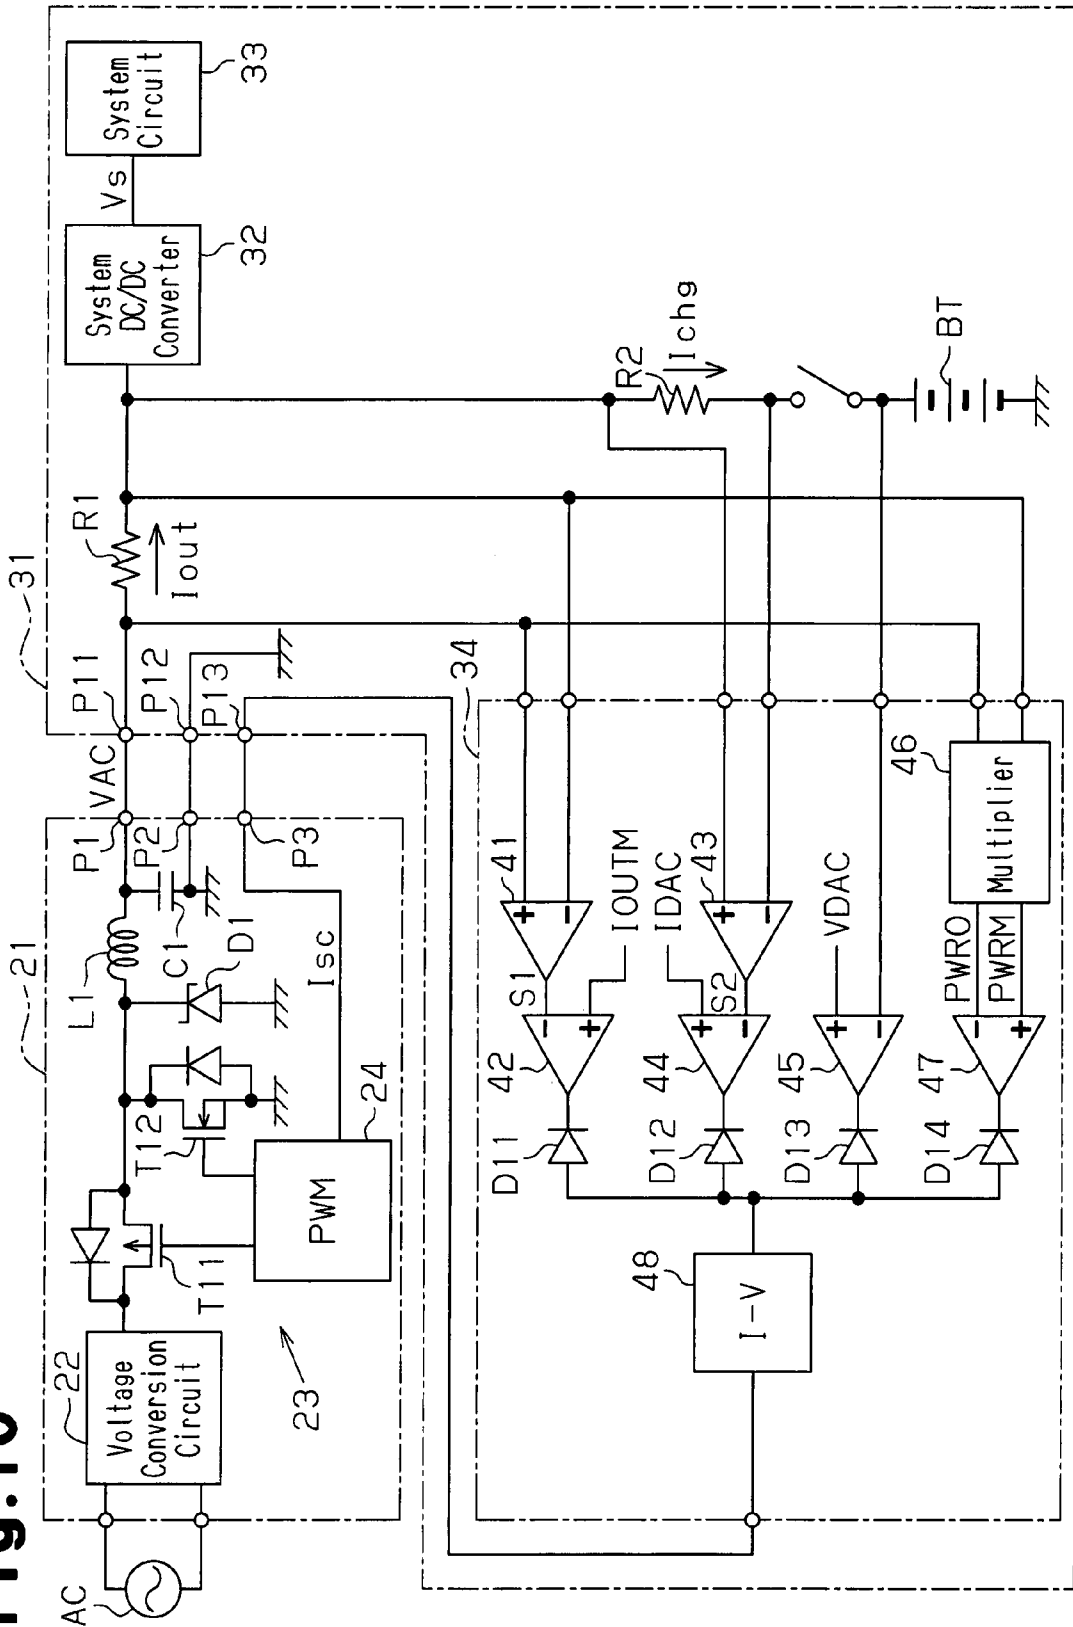 21
22
Voltage
Conversion
Circuit
AC
23
T11
T12
PWM
24
D1
L1
C1
Isc
P1
P2
P3
VAC
31
P11
P12
P13
R1
Iout
System
DC/DC
Converter
32
Vs
System
Circuit
33
R2
Ichg
BT
34
41
+
-
S1
42
-
+
IOUTM
IDAC
43
+
-
S2
44
+
-
VDAC
45
+
-
46
Multiplier
PWRO
PWRM
47
-
+
D11
D12
D13
D14
48
I-V